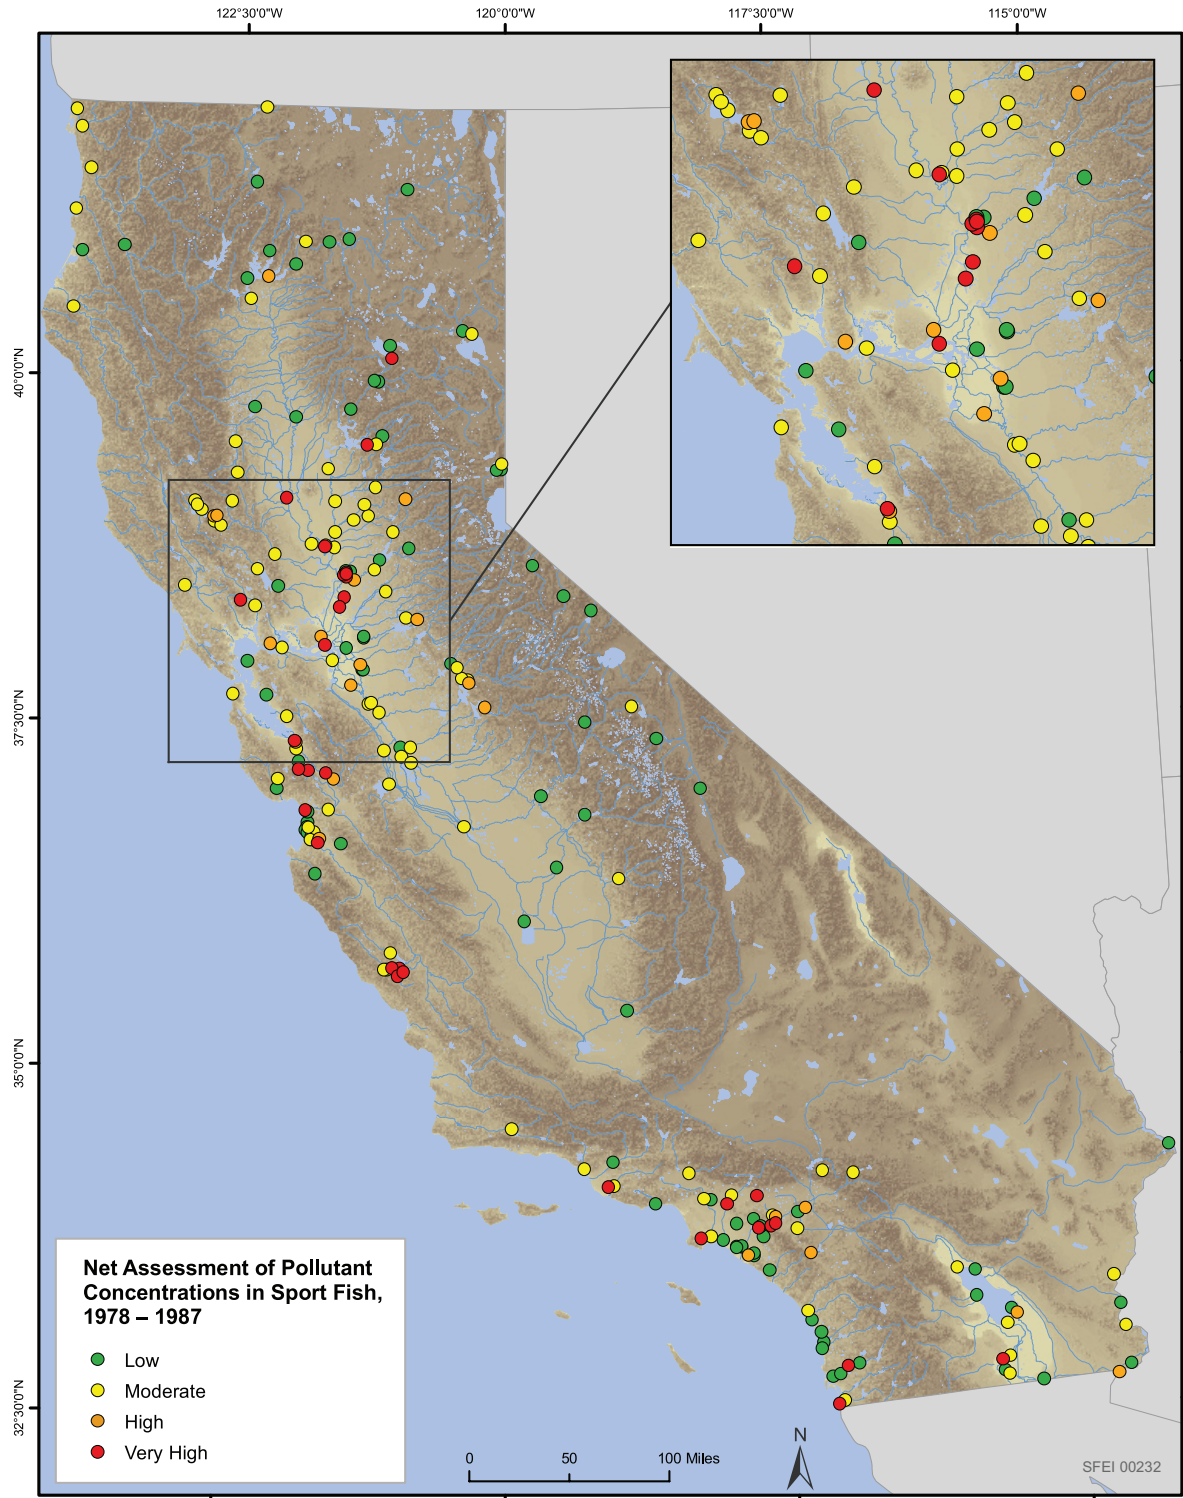 122°30'0"W 120°0'0"W 117°30'0"W 115°0'0"W
40°0'0"N
37°30'0"N
35°0'0"N
32°30'0"N
Net Assessment of Pollutant
Concentrations in Sport Fish,
1978 – 1987
Low
Moderate
High
Very High
0 50 100 Miles
N
SFEI 00232